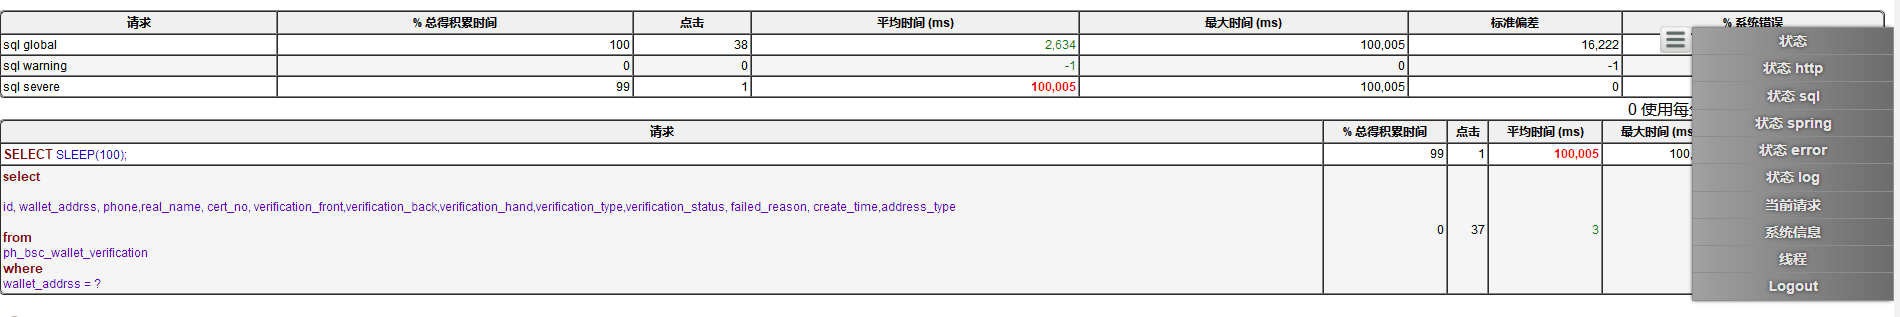 请求 % 总得积累时间 点击 平均时间 (ms) 最大时间 (ms) 标准偏差 % 系统错误
sql global 100 38 2,634 100,005 16,222
sql warning 0 0 -1 0 -1
sql severe 99 1 100,005 100,005 0
0 使用每
请求 % 总得积累时间 点击 平均时间 (ms) 最大时间 (ms
SELECT SLEEP(100); 99 1 100,005 100,
select
id, wallet_addrss, phone,real_name, cert_no, verification_front,verification_back,verification_hand,verification_type,verification_status, failed_reason, create_time,address_type
0 37 3
from
ph_bsc_wallet_verification
where
wallet_addrss = ?
状态
状态 http
状态 sql
状态 spring
状态 error
状态 log
当前请求
系统信息
线程
Logout